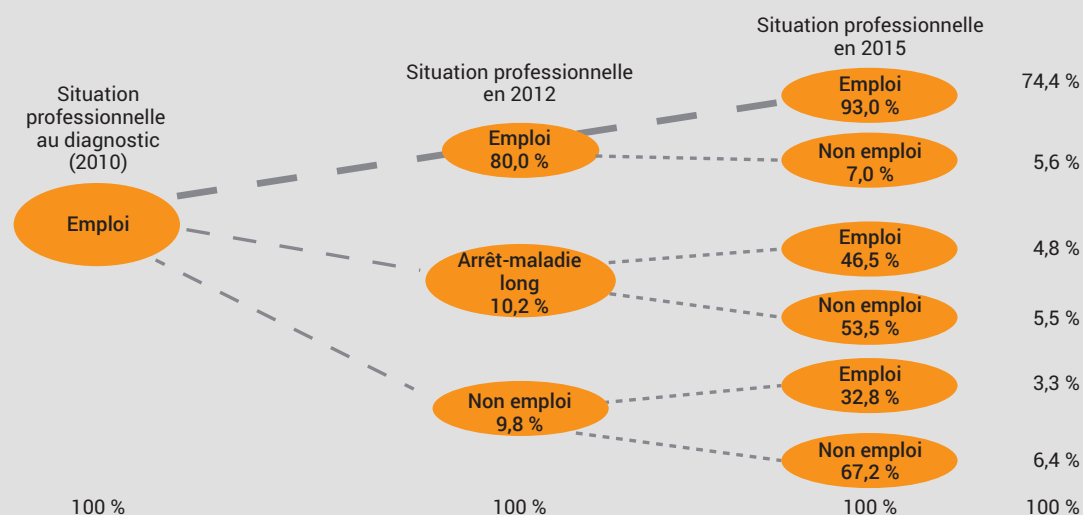 Situation
professionnelle
au diagnostic
(2010)
Emploi
100 %
Situation professionnelle
en 2012
Emploi
80,0 %
Arrêt-maladie
long
10,2 %
Non emploi
9,8 %
100 %
Situation professionnelle
en 2015
Emploi
93,0 %
Non emploi
7,0 %
Emploi
46,5 %
Non emploi
53,5 %
Emploi
32,8 %
Non emploi
67,2 %
100 %
74,4 %
5,6 %
4,8 %
5,5 %
3,3 %
6,4 %
100 %